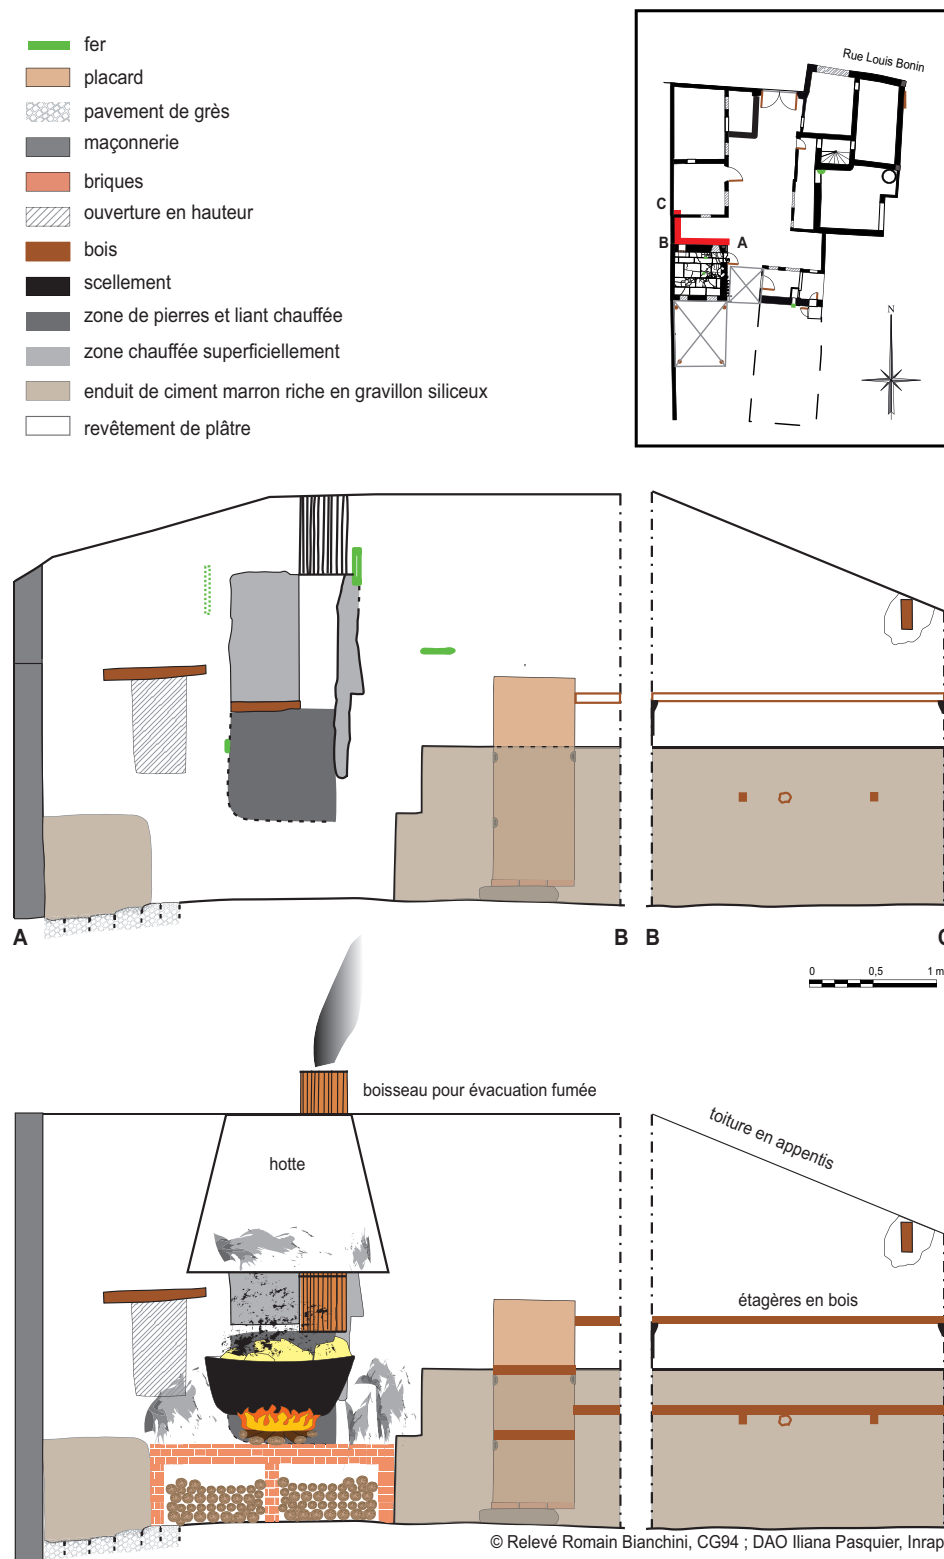 fer
placard
pavement de grès
maçonnerie
briques
ouverture en hauteur
bois
scellement
zone de pierres et liant chauffée
zone chauffée superficiellement
enduit de ciment marron riche en gravillon siliceux
revêtement de plâtre
Rue Louis Bonin
C
B
A
N
A
B
B
C
0
0,5
1 m
boisseau pour évacuation fumée
hotte
toiture en appentis
étagères en bois
© Relevé Romain Bianchini, CG94 ; DAO Iliana Pasquier, Inrap